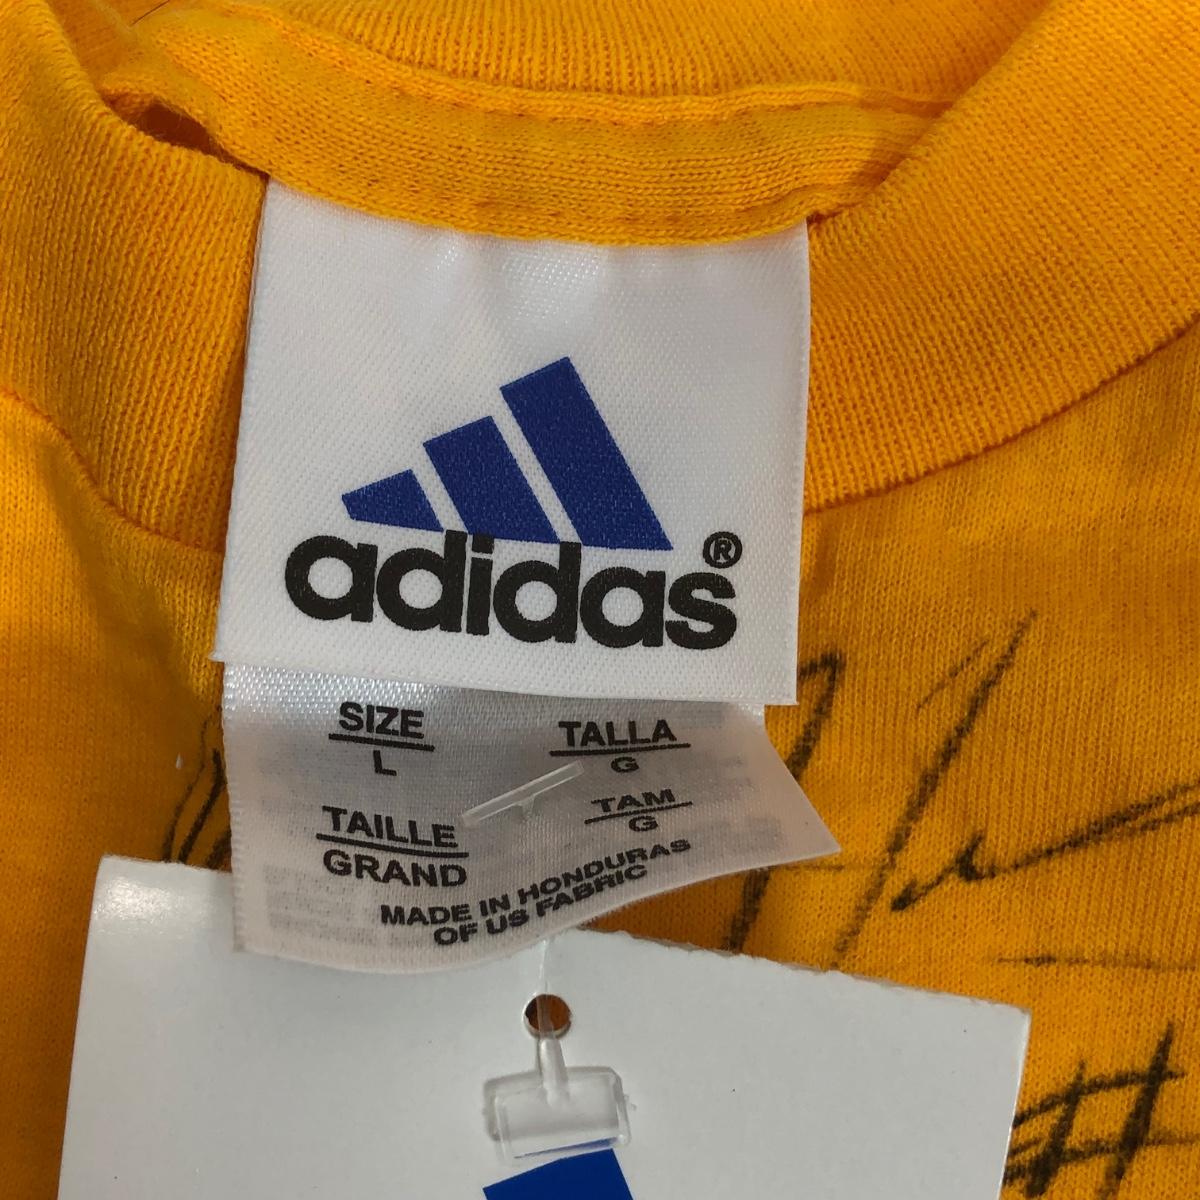 adidas®
SIZE
L
TALLA
G
TAILLE
GRAND
TAM
G
MADE IN HONDURAS
OF US FABRIC
#